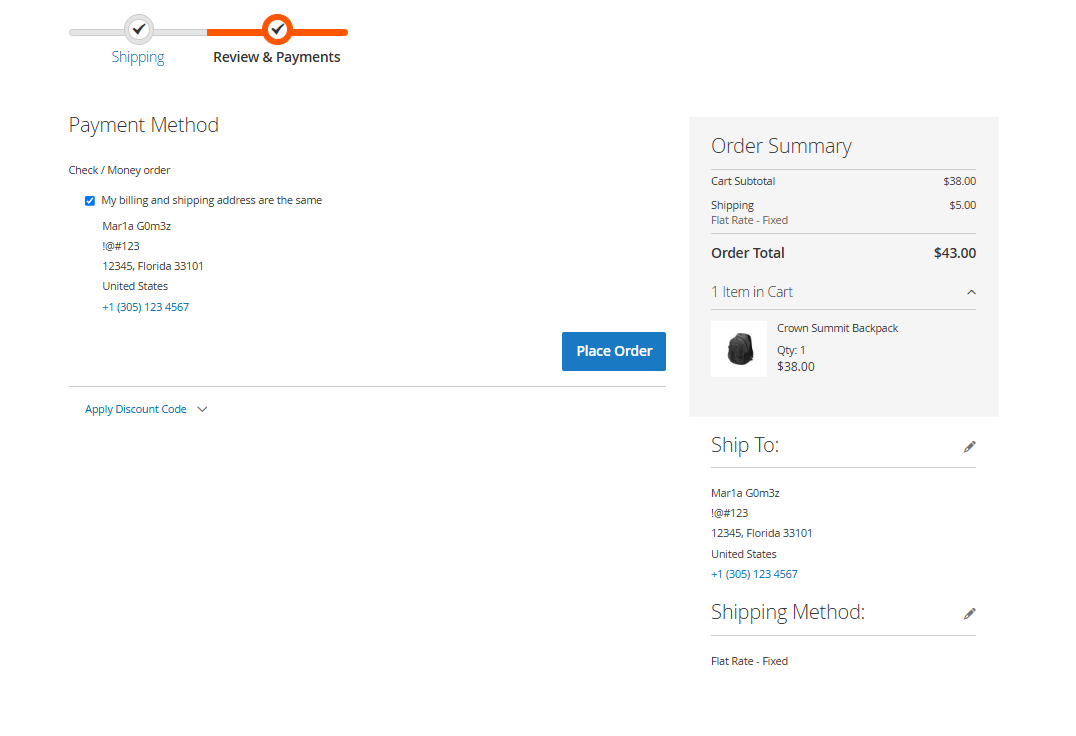 Shipping
Review & Payments
Payment Method
Check / Money order
My billing and shipping address are the same
Mar1a G0m3z
!@#123
12345, Florida 33101
United States
+1 (305) 123 4567
Place Order
Apply Discount Code
Order Summary
Cart Subtotal $38.00
Shipping $5.00
Flat Rate - Fixed
Order Total $43.00
1 Item in Cart
Crown Summit Backpack
Qty: 1
$38.00
Ship To:
Mar1a G0m3z
!@#123
12345, Florida 33101
United States
+1 (305) 123 4567
Shipping Method:
Flat Rate - Fixed